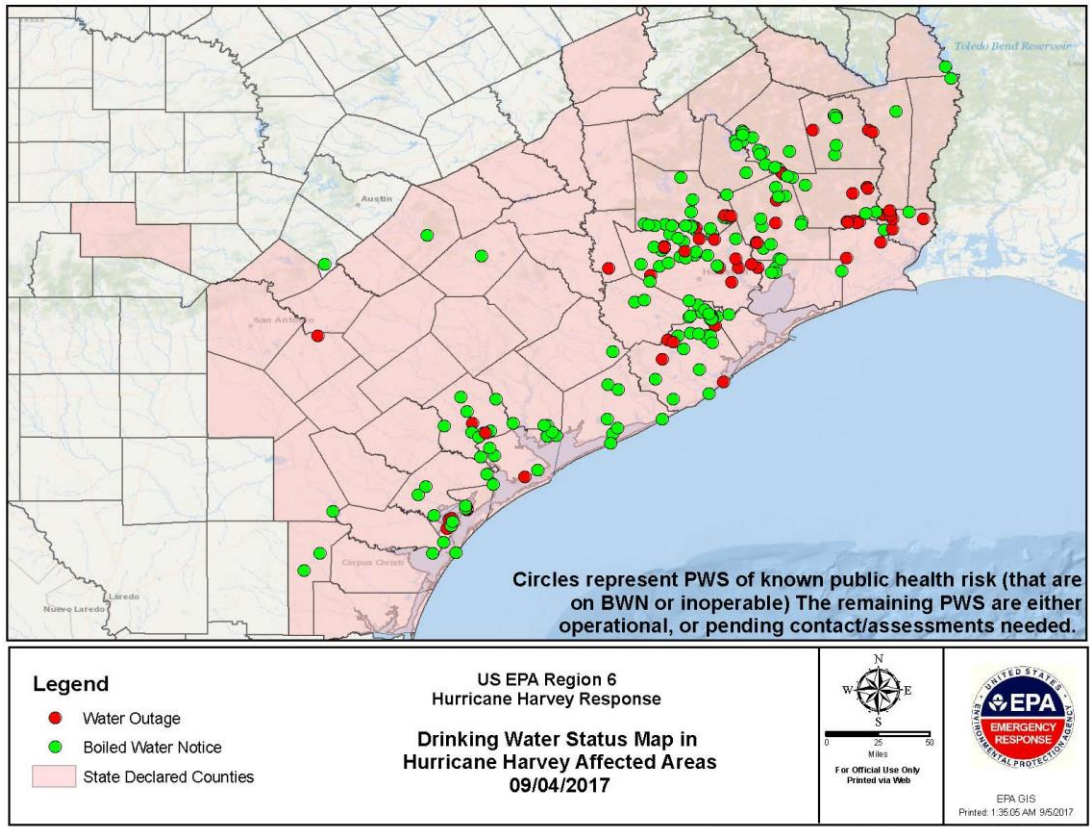 Toledo Bend Reservoir
Austin
San Antonio
Corpus Christi
Nuevo Laredo
Laredo
Circles represent PWS of known public health risk (that are
on BWN or inoperable) The remaining PWS are either
operational, or pending contact/assessments needed.
Legend
Water Outage
Boiled Water Notice
State Declared Counties
US EPA Region 6
Hurricane Harvey Response
Drinking Water Status Map in
Hurricane Harvey Affected Areas
09/04/2017
N
W
E
S
0
25
50
Miles
For Official Use Only
Printed via Web
UNITED STATES
EPA
EMERGENCY
RESPONSE
ENVIRONMENTAL PROTECTION AGENCY
EPA GIS
Printed: 1:35:05 AM 9/5/2017